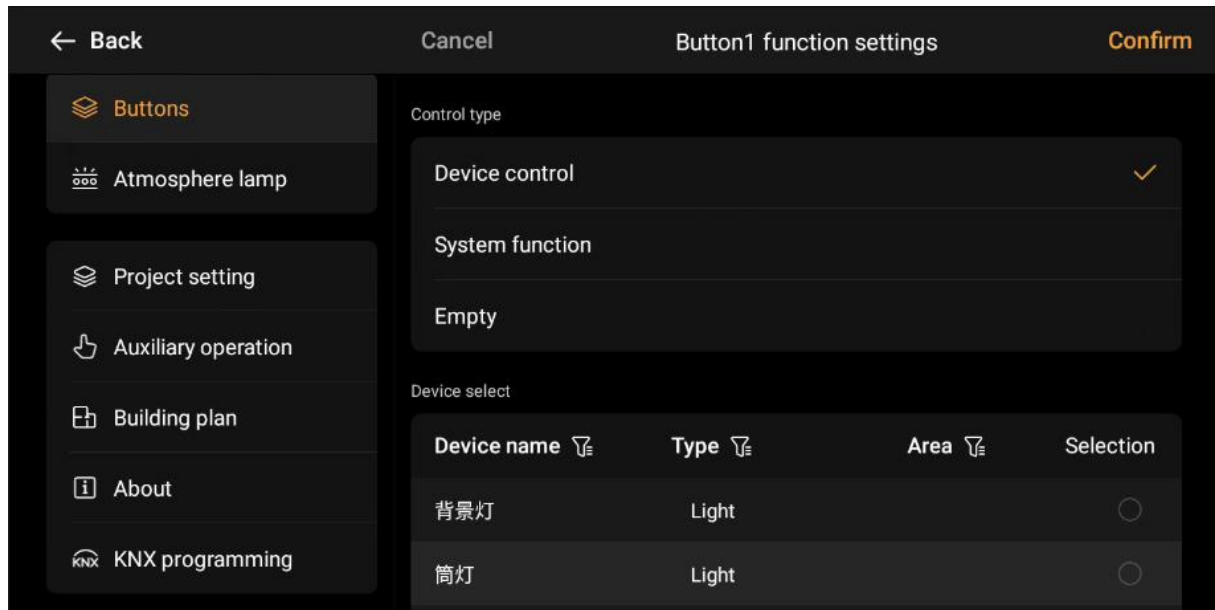 Back
Cancel
Button1 function settings
Confirm
Buttons
Atmosphere lamp
Project setting
Auxiliary operation
Building plan
About
KNX programming
Control type
Device control
System function
Empty
Device select
Device name Type Area Selection
背景灯 Light
筒灯 Light